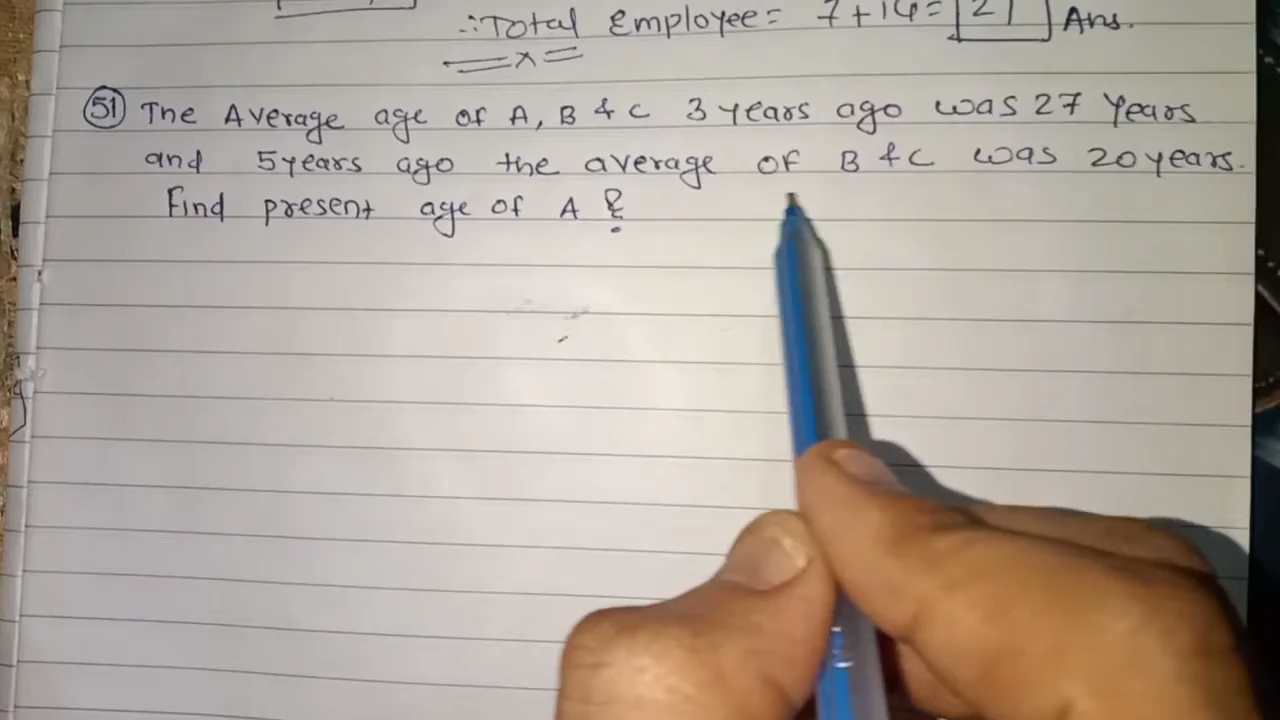 ∴Total Employee = 7+14= 21 Ans.
51 The Average age of A, B & C 3 years ago was 27 Years
and 5 years ago the average of B & C was 20 years.
Find present age of A ?